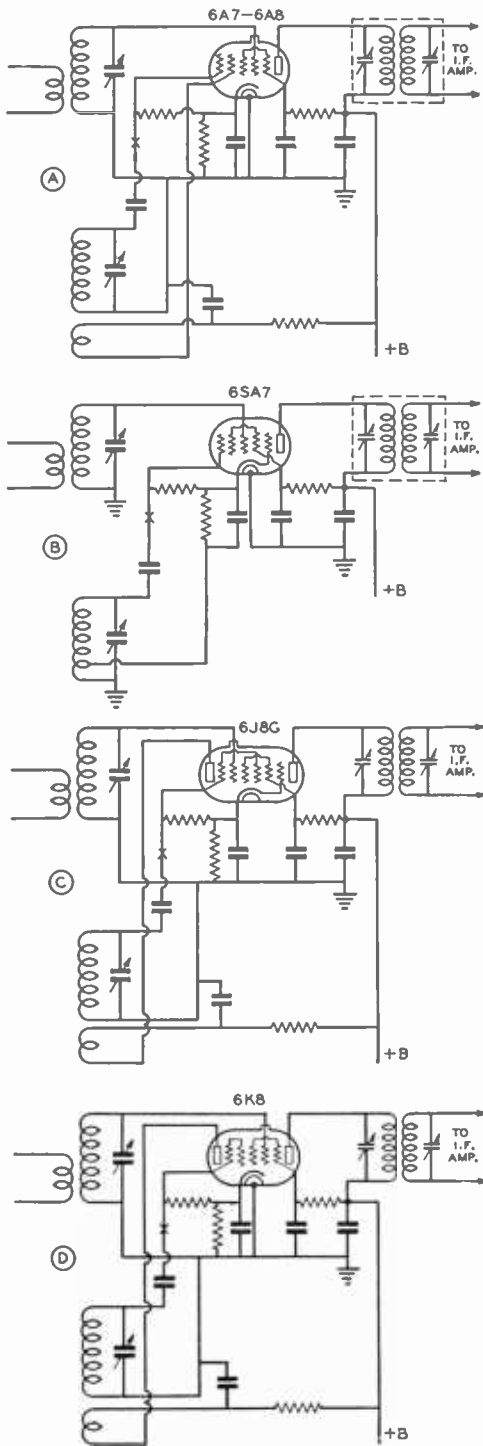 6A7-6A8
TO
I.F.
AMP.
A
+B
6SA7
TO
I.F.
AMP.
B
+B
6J8G
TO
I.F.
AMP.
C
+B
6K8
TO
I.F.
AMP.
D
+B